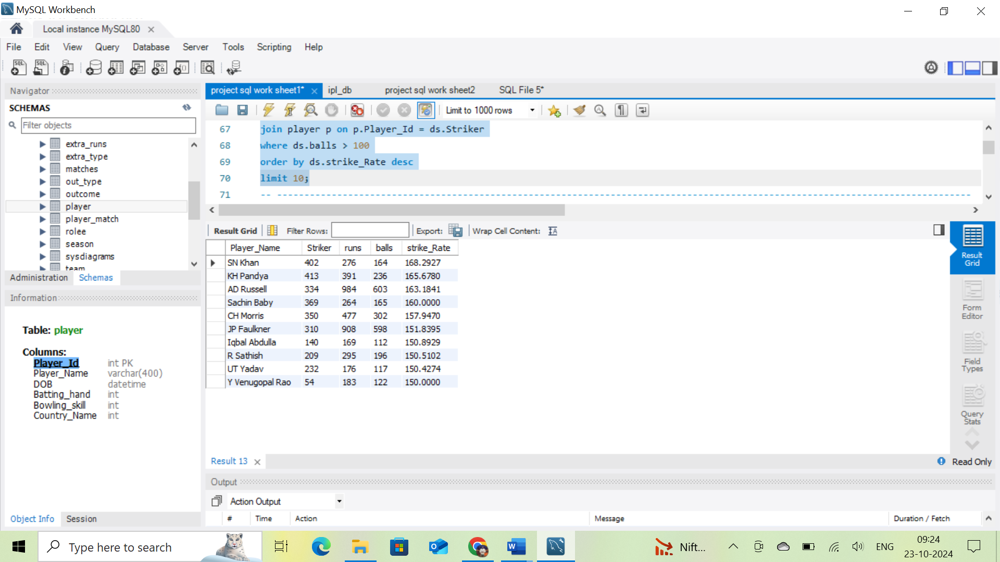 MySQL Workbench
Local instance MySQL80
File Edit View Query Database Server Tools Scripting Help
Navigator
SCHEMAS
Filter objects
extra_runs
extra_type
matches
out_type
outcome
player
player_match
rolee
season
sysdiagrams
team
Administration Schemas
Information
Table: player
Columns:
Player_Id int PK
Player_Name varchar(400)
DOB datetime
Batting_hand int
Bowling_skill int
Country_Name int
Object Info Session
project sql work sheet1* ipl_db project sql work sheet2 SQL File 5*
Limit to 1000 rows
67 join player p on p.Player_Id = ds.Striker
68 where ds.balls > 100
69 order by ds.strike_Rate desc
70 limit 10;
71 -- ------------------------------------------------------------------------------------------------------------------------------
Result Grid Filter Rows: Export: Wrap Cell Content:
Player_Name Striker runs balls strike_Rate
SN Khan 402 276 164 168.2927
KH Pandya 413 391 236 165.6780
AD Russell 334 984 603 163.1841
Sachin Baby 369 264 165 160.0000
CH Morris 350 477 302 157.9470
JP Faulkner 310 908 598 151.8395
Iqbal Abdulla 140 169 112 150.8929
R Sathish 209 295 196 150.5102
UT Yadav 232 176 117 150.4274
Y Venugopal Rao 54 183 122 150.0000
Result
Grid
Form
Editor
Field
Types
Query
Stats
Result 13
Read Only
Output
Action Output
# Time Action Message Duration / Fetch
Type here to search
Nift...
ENG
09:24
23-10-2024